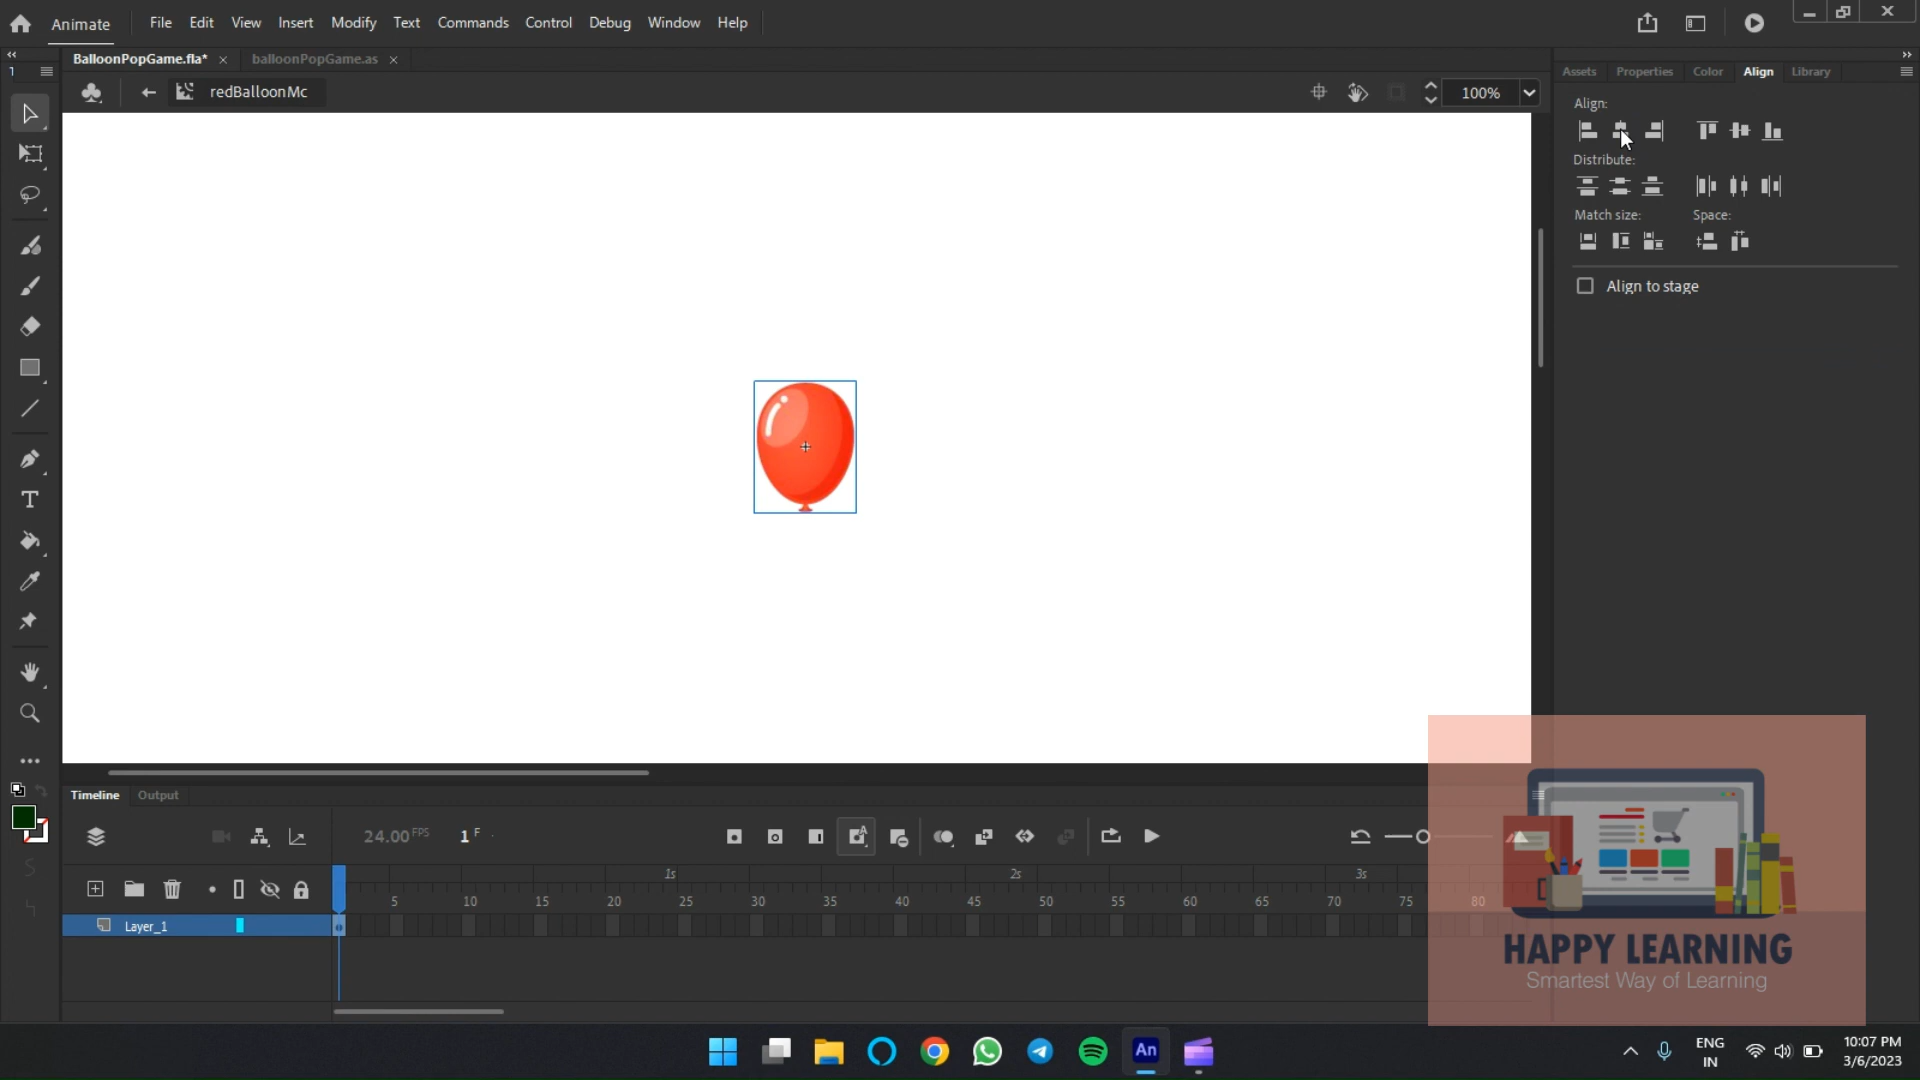 Animate
File Edit View Insert Modify Text Commands Control Debug Window Help
BalloonPopGame.fla* balloonPopGame.as
1
redBalloonMc
100%
Assets Properties Color Align Library
Align:
Distribute:
Match size: Space:
Align to stage
T
Timeline Output
24.00 FPS 1 F
1s 2s 3s
5 10 15 20 25 30 35 40 45 50 55 60 65 70 75 80
Layer_1
HAPPY LEARNING
Smartest Way of Learning
An
ENG
IN
10:07 PM
3/6/2023